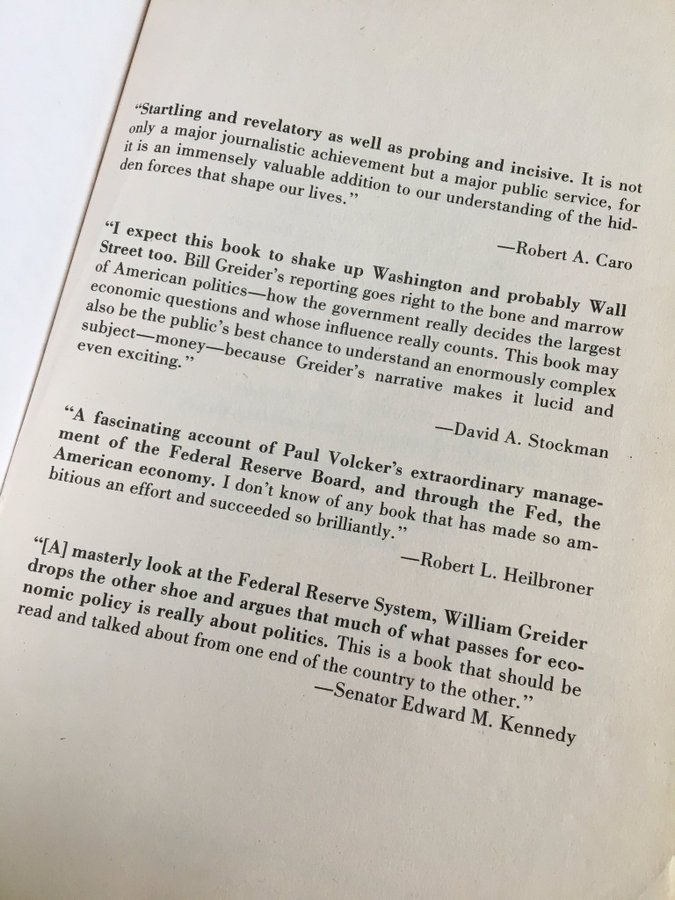 “Startling and revelatory as well as probing and incisive. It is not
only a major journalistic achievement but a major public service, for
it is an immensely valuable addition to our understanding of the hid-
den forces that shape our lives.”
—Robert A. Caro
“I expect this book to shake up Washington and probably Wall
Street too. Bill Greider’s reporting goes right to the bone and marrow
of American politics—how the government really decides the largest
economic questions and whose influence really counts. This book may
also be the public’s best chance to understand an enormously complex
subject—money—because Greider’s narrative makes it lucid and
even exciting.”
—David A. Stockman
“A fascinating account of Paul Volcker’s extraordinary manage-
ment of the Federal Reserve Board, and through the Fed, the
American economy. I don’t know of any book that has made so am-
bitious an effort and succeeded so brilliantly.”
—Robert L. Heilbroner
“[A] masterly look at the Federal Reserve System, William Greider
drops the other shoe and argues that much of what passes for eco-
nomic policy is really about politics. This is a book that should be
read and talked about from one end of the country to the other.”
—Senator Edward M. Kennedy